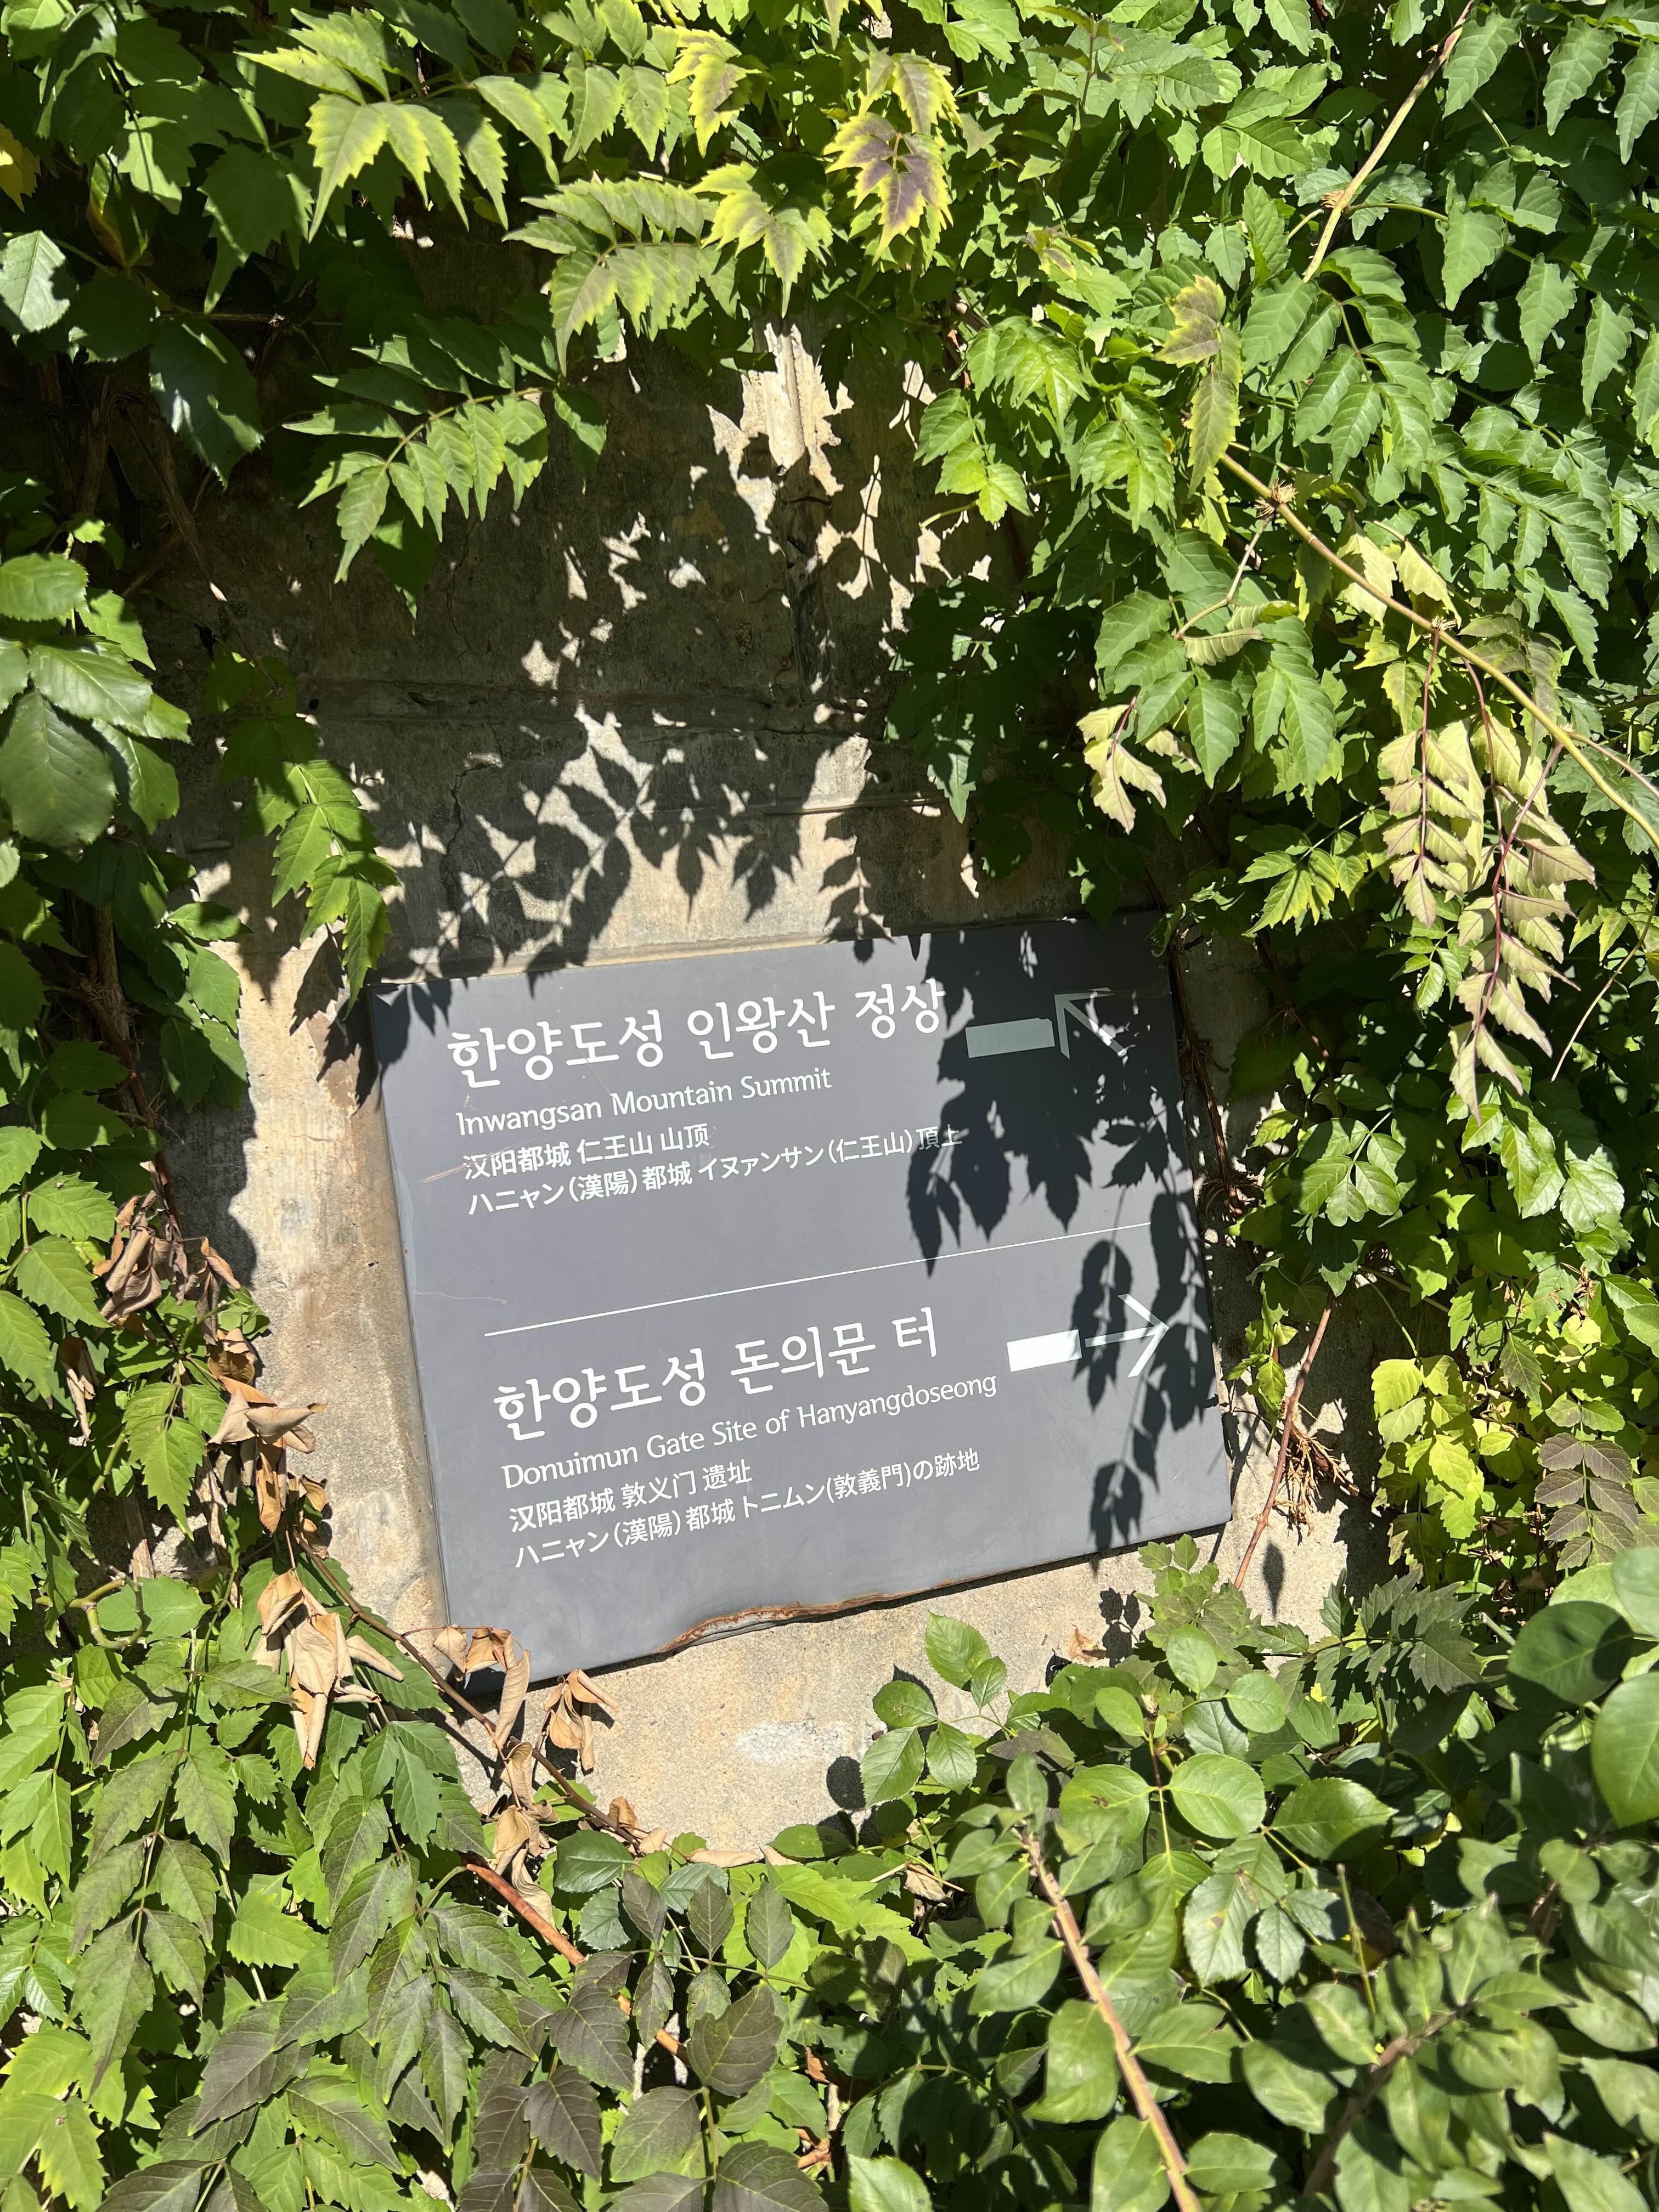 한양도성 인왕산 정상
Inwangsan Mountain Summit
汉阳都城 仁王山 山顶
ハニャン(漢陽)都城 イヌァンサン(仁王山)頂上
한양도성 돈의문 터
Donuimun Gate Site of Hanyangdoseong
汉阳都城 敦义门 遗址
ハニャン(漢陽)都城 トニムン(敦義門)の跡地